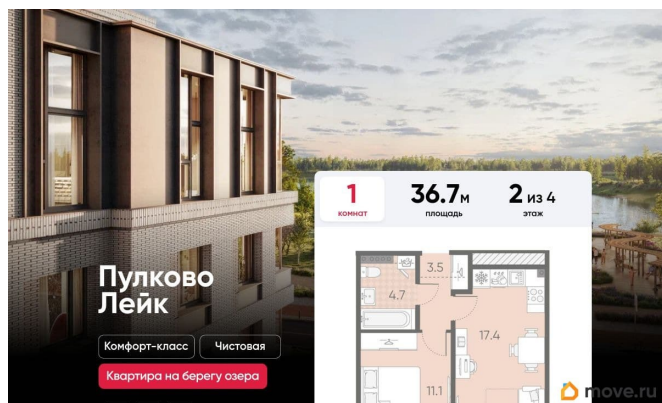 1
комнат
36.7м
площадь
2 из 4
этаж
Пулково
Лейк
Комфорт-класс
Чистовая
Квартира на берегу озера
3.5
4.7
17.4
11.1
move.ru